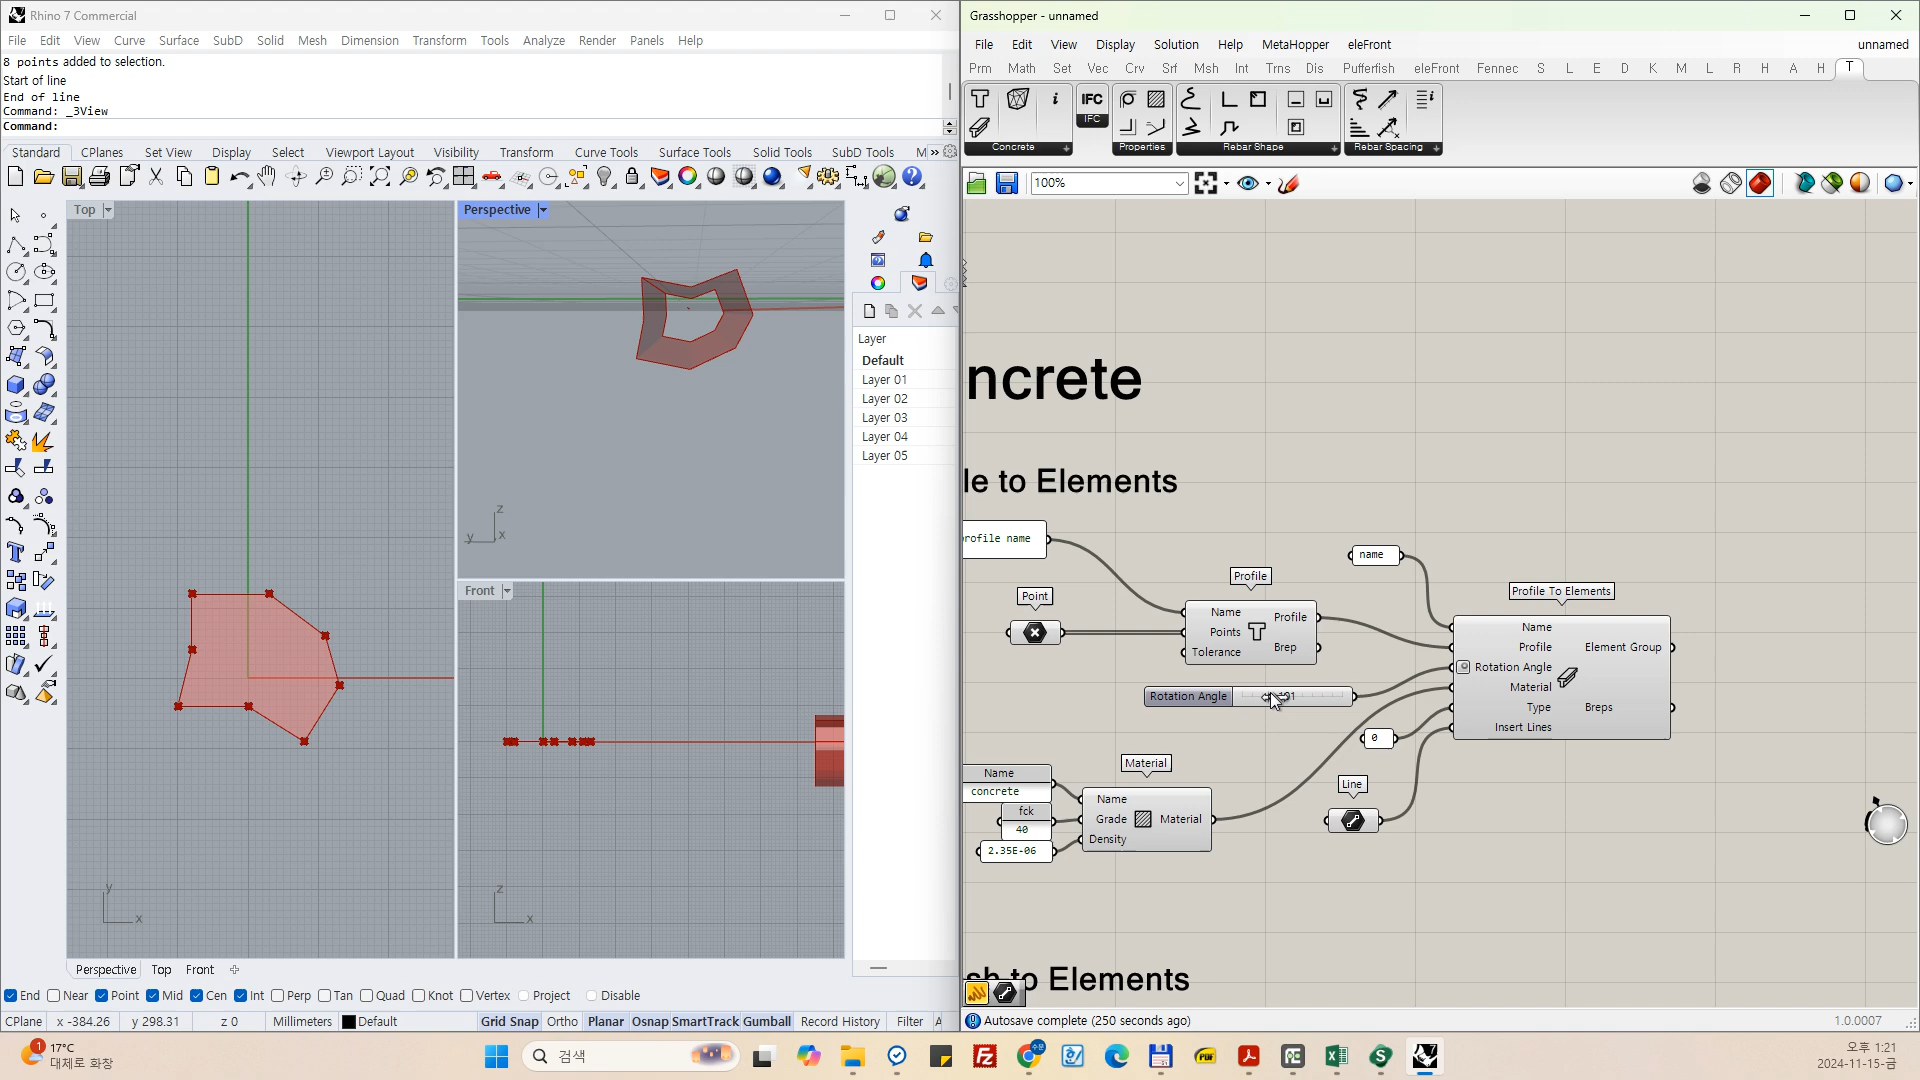 Rhino 7 Commercial
File Edit View Curve Surface SubD Solid Mesh Dimension Transform Tools Analyze Render Panels Help
8 points added to selection.
Start of line
End of line
Command: _3View
Command:
Standard CPlanes Set View Display Select Viewport Layout Visibility Transform Curve Tools Surface Tools Solid Tools SubD Tools M »
Top
Perspective
z
y x
Front
y
x
z
x
Layer
Default
Layer 01
Layer 02
Layer 03
Layer 04
Layer 05
Perspective Top Front
End Near Point Mid Cen Int Perp Tan Quad Knot Vertex Project Disable
CPlane x -384.26 y 298.31 z 0 Millimeters Default Grid Snap Ortho Planar Osnap SmartTrack Gumball Record History Filter A
Grasshopper - unnamed
File Edit View Display Solution Help MetaHopper eleFront unnamed
Prm Math Set Vec Crv Srf Msh Int Trns Dis Pufferfish eleFront Fennec S L E D K M L R H A H T
IFC
Concrete IFC Properties Rebar Shape Rebar Spacing
100%
ncrete
le to Elements
rofile name
Point
Profile
Name
Points
Tolerance
Profile
Brep
name
Profile To Elements
Name
Profile
Rotation Angle
Material
Type
Insert Lines
Element Group
Breps
Rotation Angle
0
Line
Material
Name
concrete
fck
40
2.35E-06
Name
Grade
Density
Material
sh to Elements
Autosave complete (250 seconds ago)
1.0.0007
1
17°C
대체로 화창
검색
수문
PDF
오후 1:21
2024-11-15-금